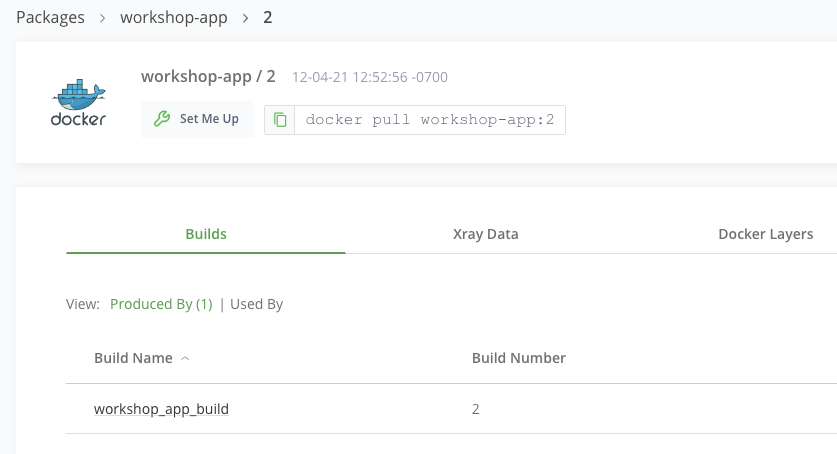 Packages > workshop-app > 2
workshop-app / 2 12-04-21 12:52:56 -0700
docker
Set Me Up docker pull workshop-app:2
Builds Xray Data Docker Layers
View: Produced By (1) | Used By
Build Name Build Number
workshop_app_build 2